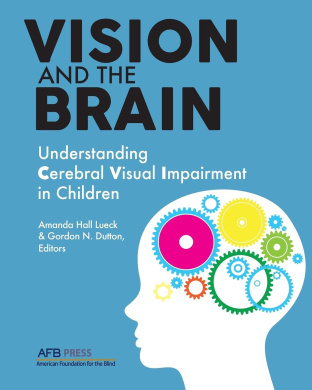 VISION
AND THE
BRAIN
Understanding
Cerebral Visual Impairment
in Children
Amanda Hall Lueck
& Gordon N. Dutton,
Editors
AFB PRESS
American Foundation for the Blind